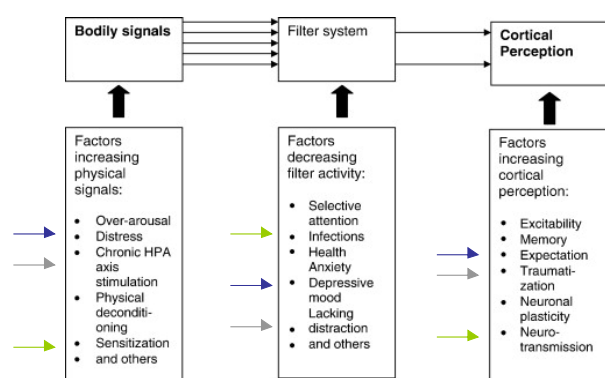 Bodily signals
Filter system
Cortical
Perception
Factors
increasing
physical
signals:
• Over-arousal
• Distress
• Chronic HPA
axis
stimulation
• Physical
deconditi-
oning
• Sensitization
• and others
Factors
decreasing
filter activity:
• Selective
attention
• Infections
• Health
Anxiety
• Depressive
mood
Lacking
• distraction
• and others
Factors
increasing
cortical
perception:
• Excitability
• Memory
• Expectation
• Traumati-
zation
• Neuronal
plasticity
• Neuro-
transmission